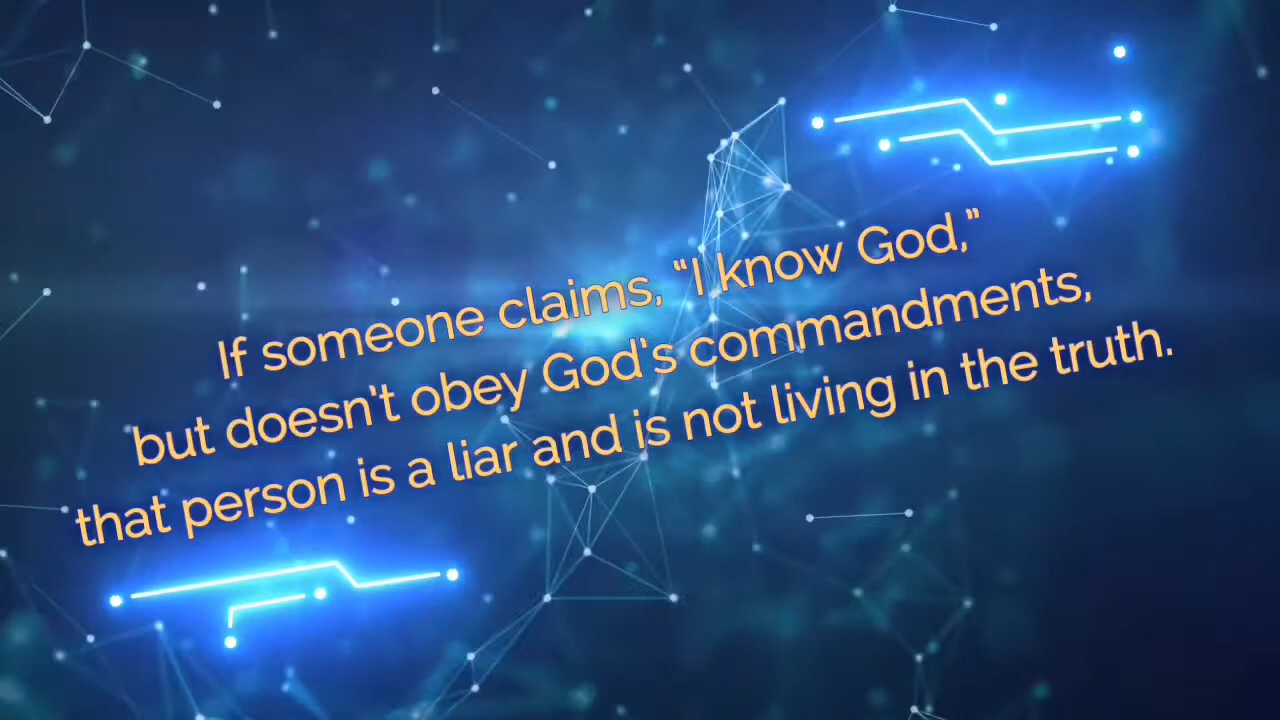 If someone claims, “I know God,”
but doesn't obey God's commandments,
that person is a liar and is not living in the truth.